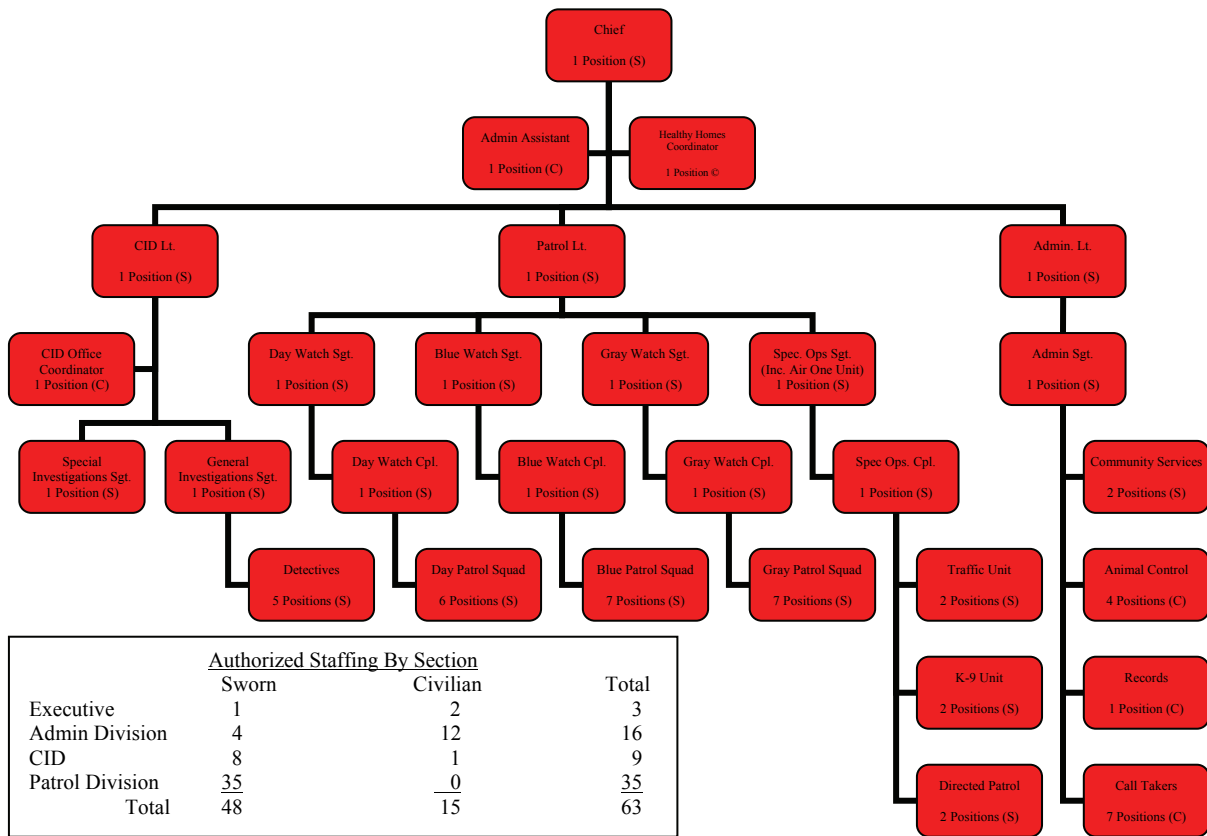 Chief
1 Position (S)
Admin Assistant
1 Position (C)
Healthy Homes
Coordinator
1 Position ©
CID Lt.
1 Position (S)
Patrol Lt.
1 Position (S)
Admin. Lt.
1 Position (S)
CID Office
Coordinator
1 Position (C)
Day Watch Sgt.
1 Position (S)
Blue Watch Sgt.
1 Position (S)
Gray Watch Sgt.
1 Position (S)
Spec. Ops Sgt.
(Inc. Air One Unit)
1 Position (S)
Admin Sgt.
1 Position (S)
Special
Investigations Sgt.
1 Position (S)
General
Investigations Sgt.
1 Position (S)
Day Watch Cpl.
1 Position (S)
Blue Watch Cpl.
1 Position (S)
Gray Watch Cpl.
1 Position (S)
Spec Ops. Cpl.
1 Position (S)
Community Services
2 Positions (S)
Detectives
5 Positions (S)
Day Patrol Squad
6 Positions (S)
Blue Patrol Squad
7 Positions (S)
Gray Patrol Squad
7 Positions (S)
Traffic Unit
2 Positions (S)
Animal Control
4 Positions (C)
K-9 Unit
2 Positions (S)
Records
1 Position (C)
Directed Patrol
2 Positions (S)
Call Takers
7 Positions (C)
Authorized Staffing By Section
Sworn Civilian Total
Executive 1 2 3
Admin Division 4 12 16
CID 8 1 9
Patrol Division 35 0 35
Total 48 15 63